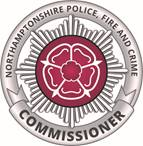 NORTHAMPTONSHIRE POLICE, FIRE AND CRIME
COMMISSIONER